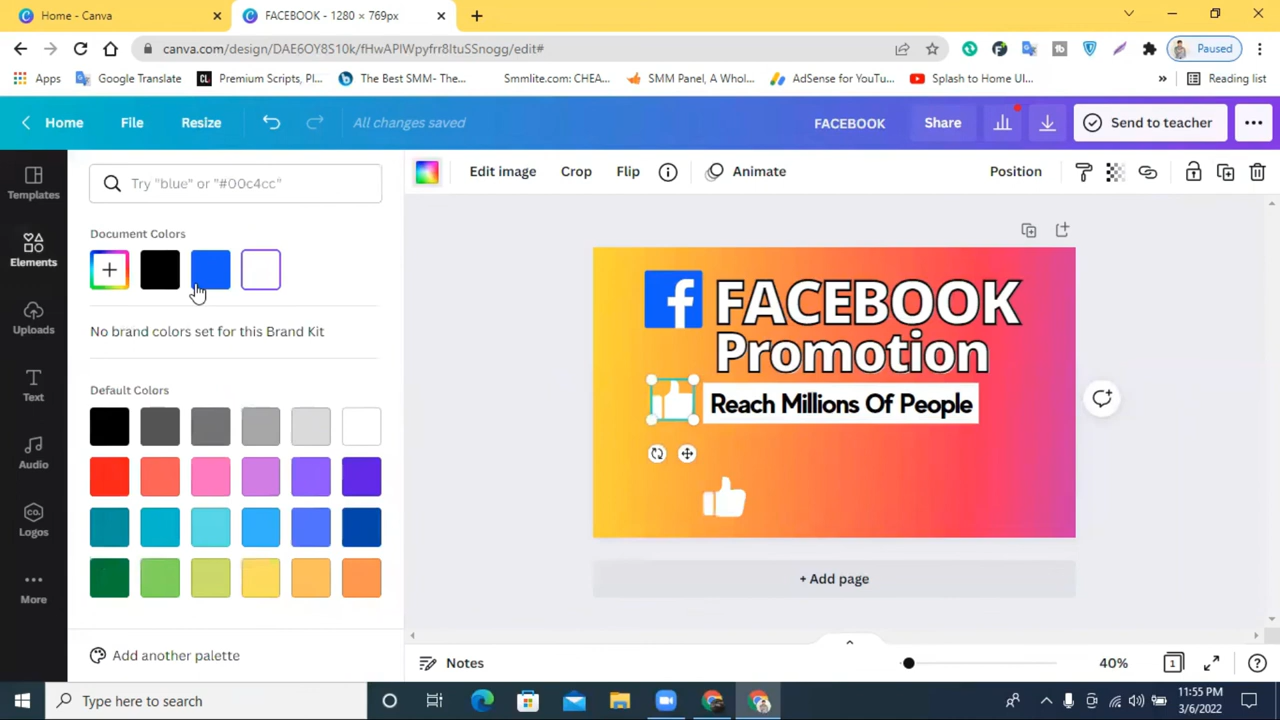 Home - Canva
FACEBOOK - 1280 × 769px
canva.com/design/DAE6OY8S10k/fHwAPlWpyfrr8ItuSSnogg/edit#
Paused
Apps
Google Translate
Premium Scripts, Pl...
The Best SMM- The...
Smmlite.com: CHEA...
SMM Panel, A Whol...
AdSense for YouTu...
Splash to Home UI...
Reading list
Home
File
Resize
All changes saved
FACEBOOK
Share
Send to teacher
Templates
Elements
Uploads
Text
Audio
CO.
Logos
More
Try "blue" or "#00c4cc"
Document Colors
No brand colors set for this Brand Kit
Default Colors
Add another palette
Edit image
Crop
Flip
Animate
Position
f
FACEBOOK
Promotion
Reach Millions Of People
+ Add page
Notes
40%
1
Type here to search
11:55 PM
3/6/2022